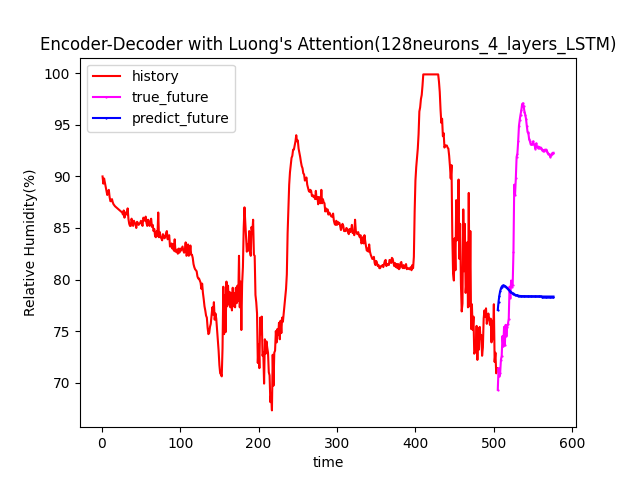 Encoder-Decoder with Luong's Attention(128neurons_4_layers_LSTM)
history
true_future
predict_future
Relative Humidity(%)
100
95
90
85
80
75
70
0 100 200 300 400 500 600
time